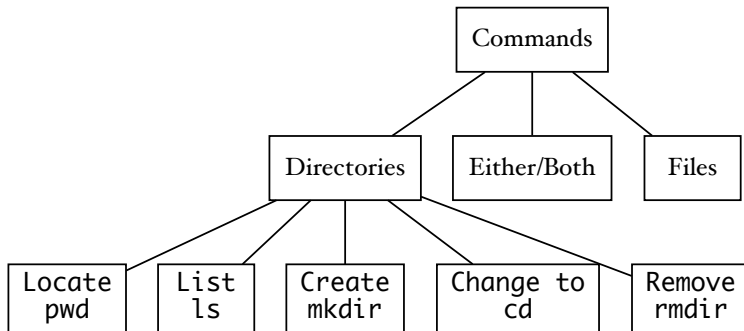 Commands
Directories
Either/Both
Files
Locate
pwd
List
ls
Create
mkdir
Change to
cd
Remove
rmdir